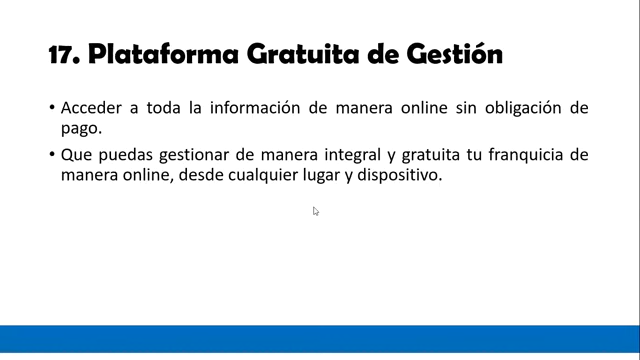 17. Plataforma Gratuita de Gestión
• Acceder a toda la información de manera online sin obligación de
pago.
• Que puedas gestionar de manera integral y gratuita tu franquicia de
manera online, desde cualquier lugar y dispositivo.